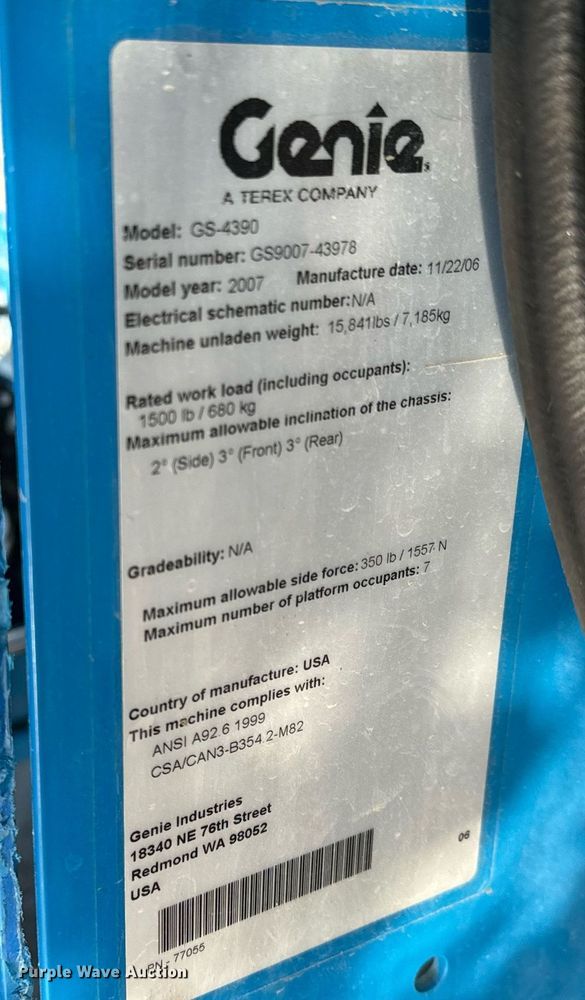 Genie
A TEREX COMPANY
Model: GS-4390
Serial number: GS9007-43978
Model year: 2007 Manufacture date: 11/22/06
Electrical schematic number:N/A
Machine unladen weight: 15,841lbs / 7,185kg
Rated work load (including occupants):
1500 lb / 680 kg
Maximum allowable inclination of the chassis:
2° (Side) 3° (Front) 3° (Rear)
Gradeability: N/A
Maximum allowable side force: 350 lb / 1557 N
Maximum number of platform occupants: 7
Country of manufacture: USA
This machine complies with:
ANSI A92.6 1999
CSA/CAN3-B354.2-M82
Genie Industries
18340 NE 76th Street
Redmond WA 98052
USA
06
PN - 77055
Purple Wave Auction